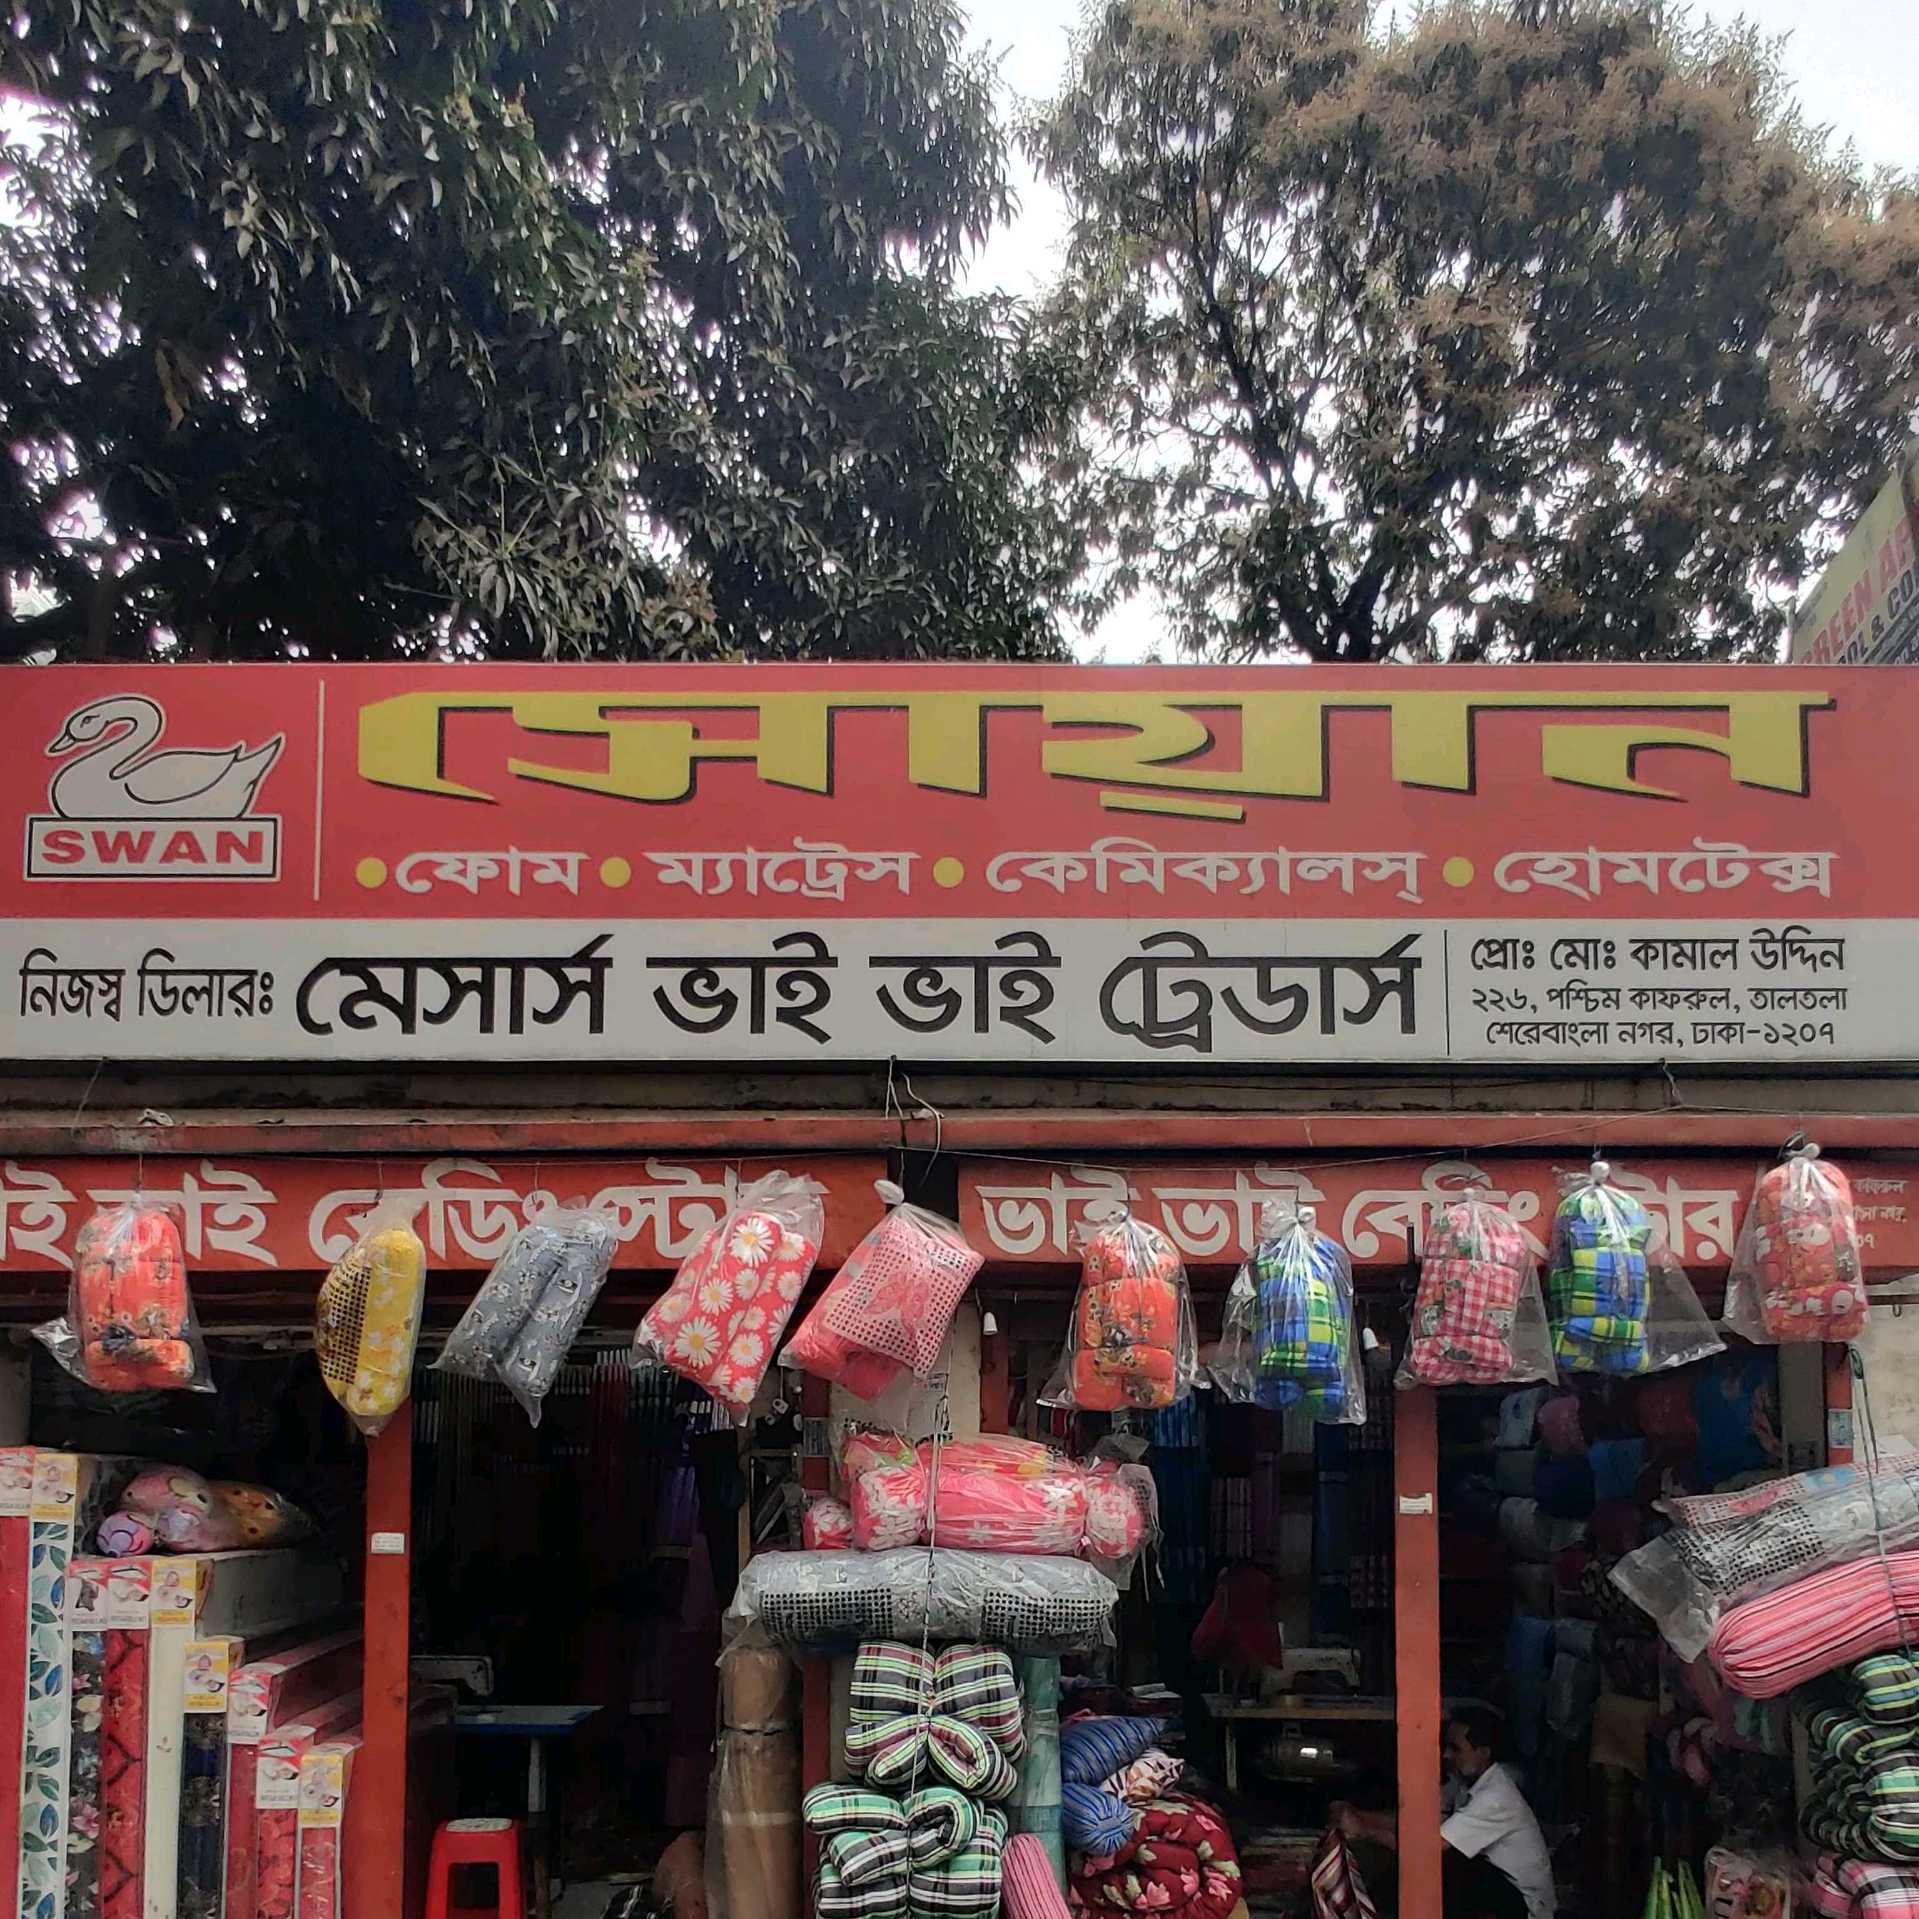 সোয়ান
SWAN
• ফোম • ম্যাট্রেস • কেমিক্যালস্ • হোমটেক্স
নিজস্ব ডিলারঃ মেসার্স ভাই ভাই ট্রেডার্স
প্রোঃ মোঃ কামাল উদ্দিন
২২৬, পশ্চিম কাফরুল, তালতলা
শেরেবাংলা নগর, ঢাকা-১২০৭
ভাই বেডিং স্টোর
ভাই ভাই বেডিং স্টোর